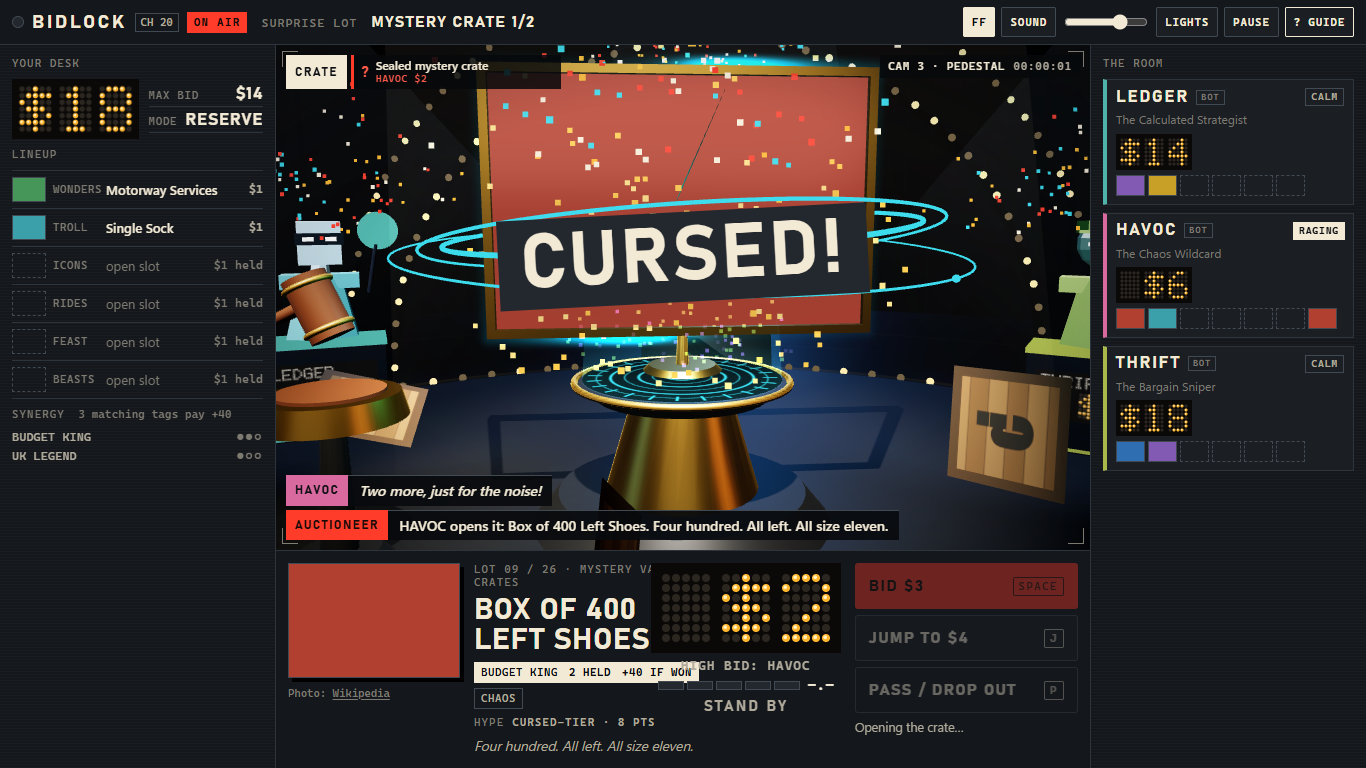 BIDLOCK CH 20 ON AIR SURPRISE LOT MYSTERY CRATE 1/2 FF SOUND LIGHTS PAUSE ? GUIDE
YOUR DESK
$18
MAX BID $14
MODE RESERVE
LINEUP
WONDERS Motorway Services $1
TROLL Single Sock $1
ICONS open slot $1 held
RIDES open slot $1 held
FEAST open slot $1 held
BEASTS open slot $1 held
SYNERGY 3 matching tags pay +40
BUDGET KING
UK LEGEND
CRATE ? Sealed mystery crate
HAVOC $2
CAM 3 · PEDESTAL 00:00:01
CURSED!
LEDGER
HAVOC Two more, just for the noise!
AUCTIONEER HAVOC opens it: Box of 400 Left Shoes. Four hundred. All left. All size eleven.
Photo: Wikipedia
LOT 09 / 26 · MYSTERY
CRATES
BOX OF 400
LEFT SHOES
BUDGET KING 2 HELD +40 IF WON
CHAOS
HYPE CURSED-TIER · 8 PTS
Four hundred. All left. All size eleven.
$2
HIGH BID: HAVOC
-.-
STAND BY
BID $3 SPACE
JUMP TO $4 J
PASS / DROP OUT P
Opening the crate...
THE ROOM
LEDGER BOT CALM
The Calculated Strategist
$14
HAVOC BOT RAGING
The Chaos Wildcard
$6
THRIFT BOT CALM
The Bargain Sniper
$18